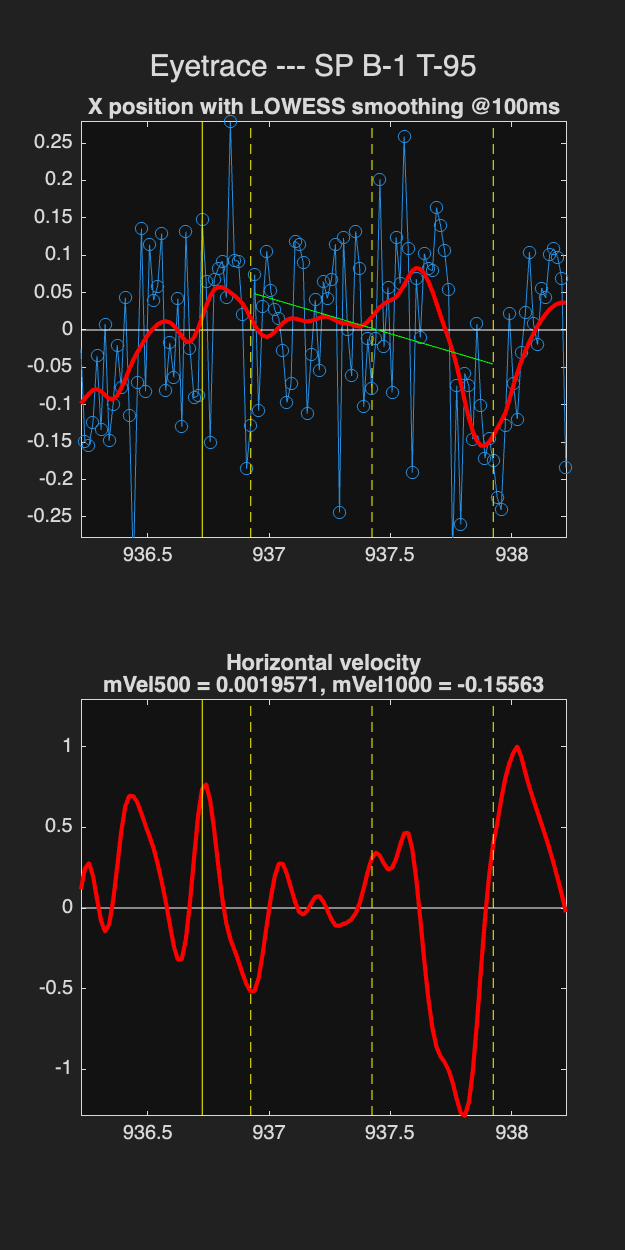 Eyetrace --- SP B-1 T-95
X position with LOWESS smoothing @100ms
0.25
0.2
0.15
0.1
0.05
0
-0.05
-0.1
-0.15
-0.2
-0.25
936.5 937 937.5 938
Horizontal velocity
mVel500 = 0.0019571, mVel1000 = -0.15563
1
0.5
0
-0.5
-1
936.5 937 937.5 938